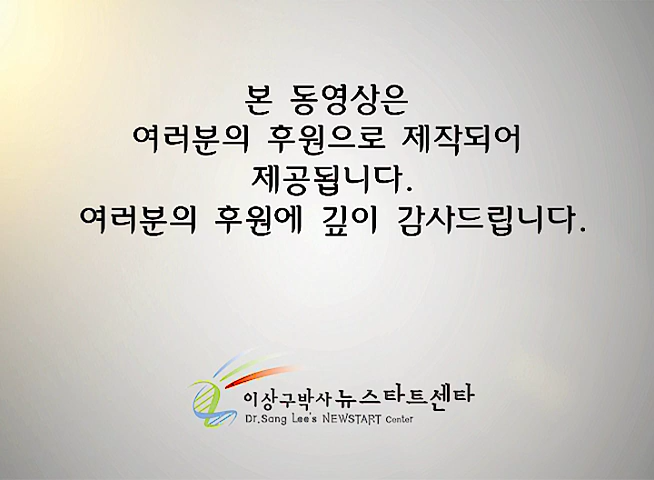 본 동영상은
여러분의 후원으로 제작되어
제공됩니다.
여러분의 후원에 깊이 감사드립니다.
이상구박사 뉴스타트센타
Dr.Sang Lee's NEWSTART Center